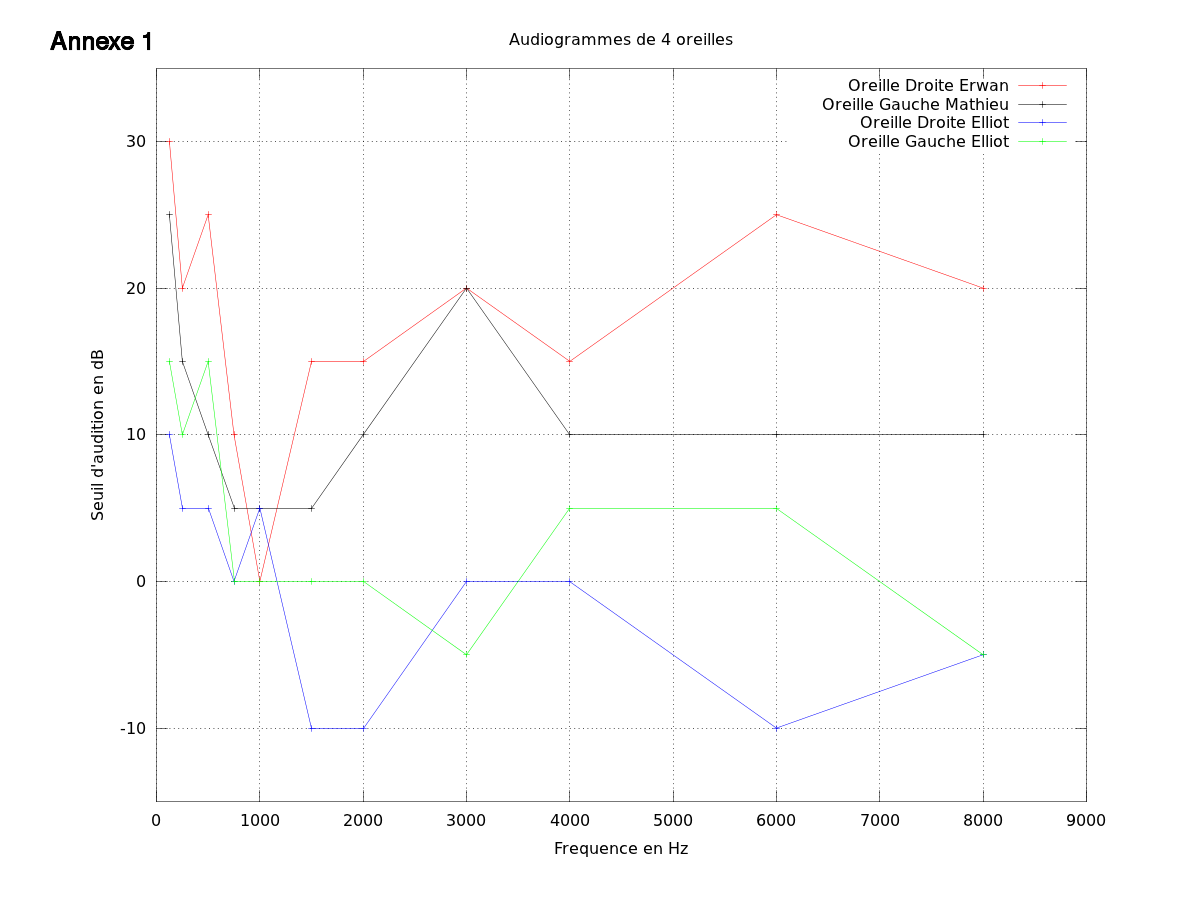 Annexe 1
Audiogrammes de 4 oreilles
Oreille Droite Erwan
Oreille Gauche Mathieu
Oreille Droite Elliot
Oreille Gauche Elliot
30
20
10
0
-10
Seuil d'audition en dB
0 1000 2000 3000 4000 5000 6000 7000 8000 9000
Frequence en Hz